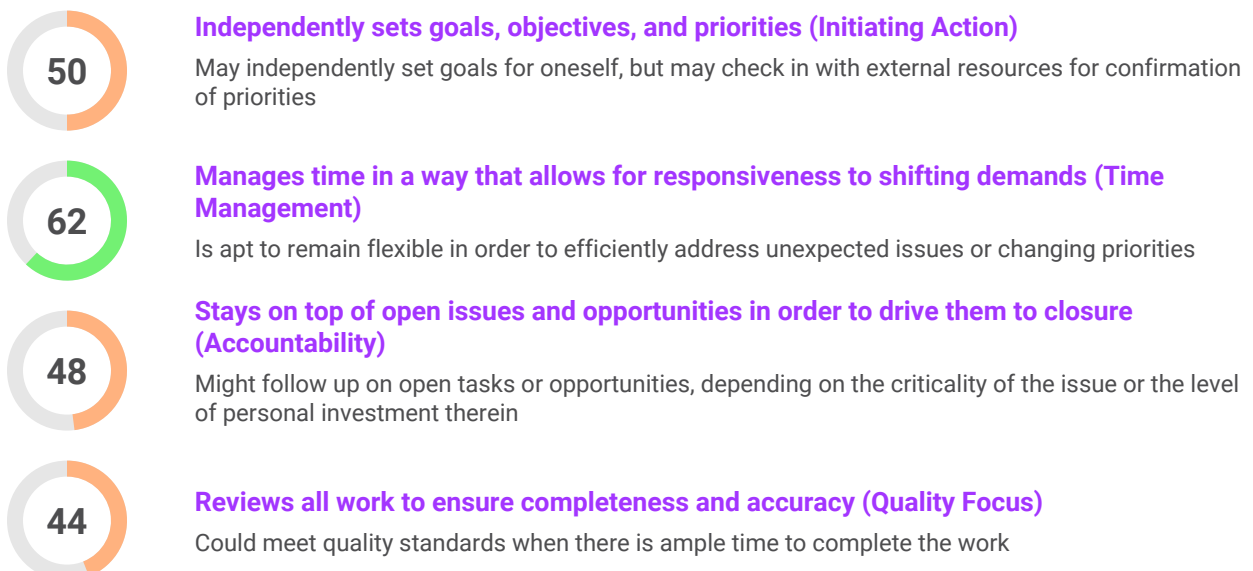 50
Independently sets goals, objectives, and priorities (Initiating Action)
May independently set goals for oneself, but may check in with external resources for confirmation
of priorities
62
Manages time in a way that allows for responsiveness to shifting demands (Time
Management)
Is apt to remain flexible in order to efficiently address unexpected issues or changing priorities
48
Stays on top of open issues and opportunities in order to drive them to closure
(Accountability)
Might follow up on open tasks or opportunities, depending on the criticality of the issue or the level
of personal investment therein
44
Reviews all work to ensure completeness and accuracy (Quality Focus)
Could meet quality standards when there is ample time to complete the work